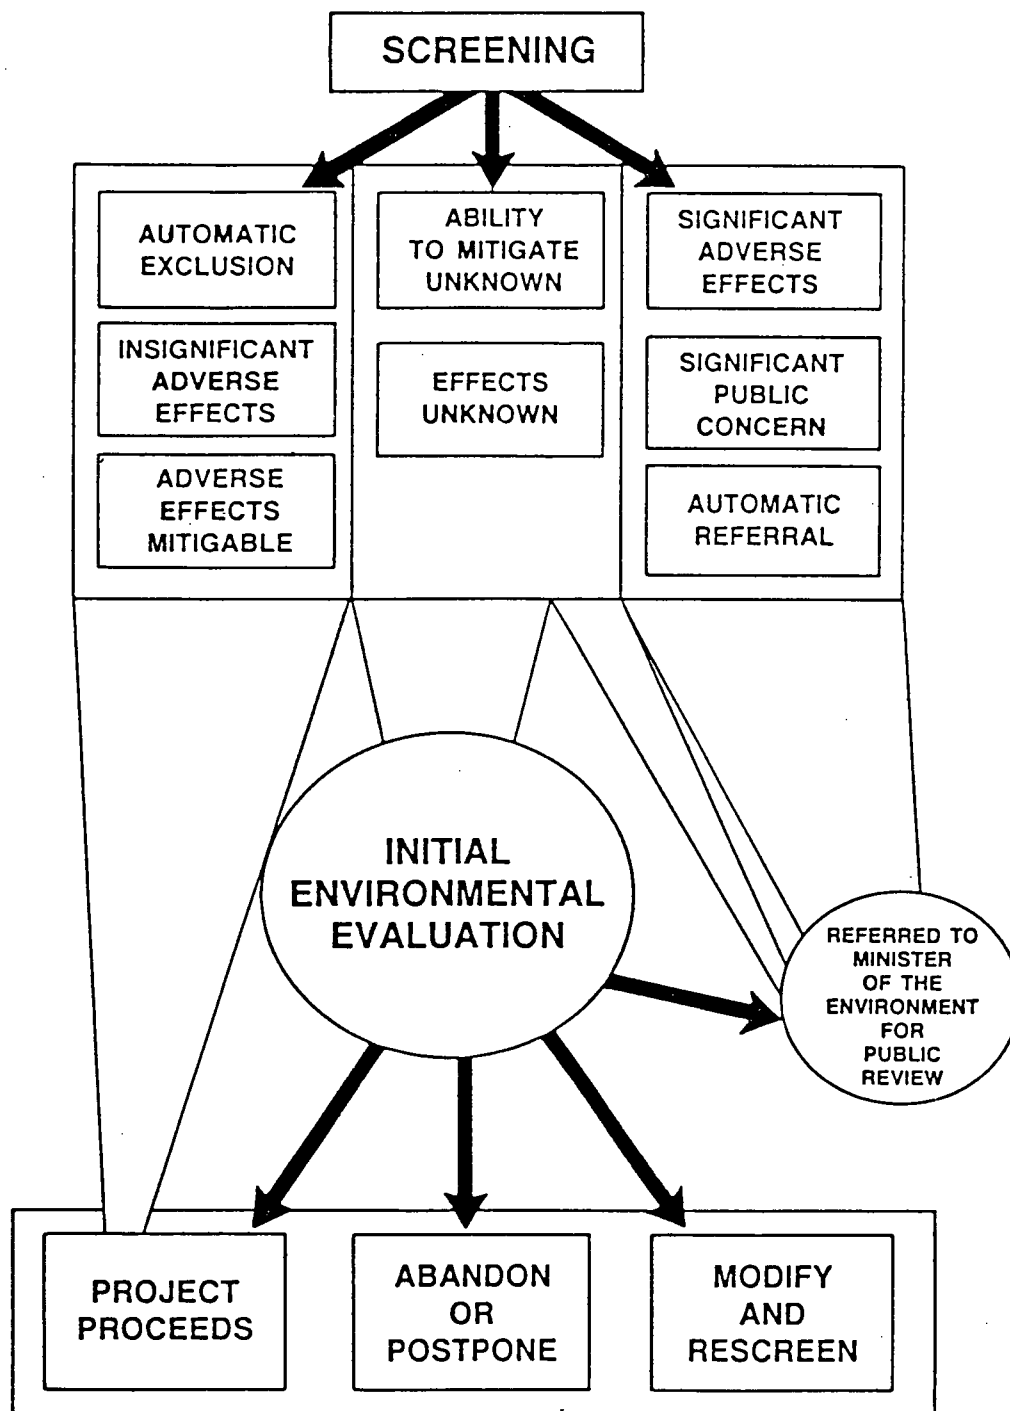 SCREENING
AUTOMATIC
EXCLUSION
INSIGNIFICANT
ADVERSE
EFFECTS
ADVERSE
EFFECTS
MITIGABLE
ABILITY
TO MITIGATE
UNKNOWN
EFFECTS
UNKNOWN
SIGNIFICANT
ADVERSE
EFFECTS
SIGNIFICANT
PUBLIC
CONCERN
AUTOMATIC
REFERRAL
INITIAL
ENVIRONMENTAL
EVALUATION
REFERRED TO
MINISTER
OF THE
ENVIRONMENT
FOR
PUBLIC
REVIEW
PROJECT
PROCEEDS
ABANDON
OR
POSTPONE
MODIFY
AND
RESCREEN